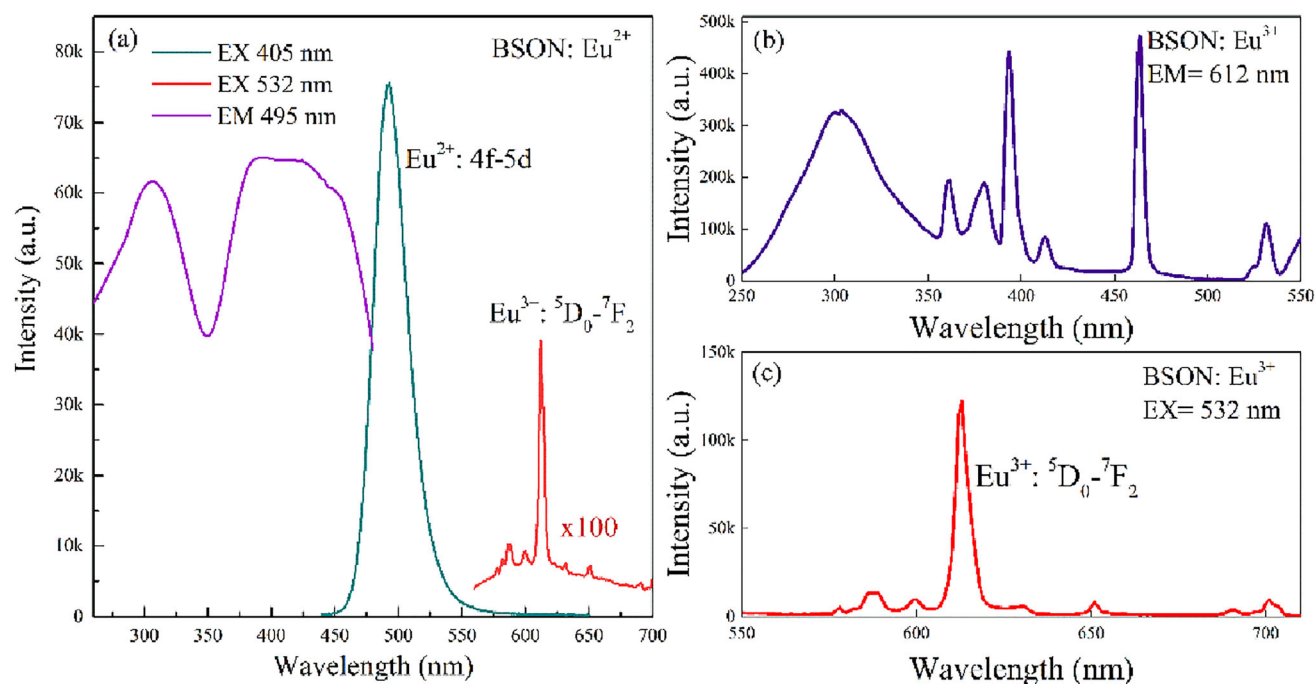 (a)
EX 405 nm
EX 532 nm
EM 495 nm
BSON: Eu²⁺
Eu²⁺: 4f-5d
Eu³⁺: ⁵D₀-⁷F₂
x100
80k
70k
60k
50k
40k
30k
20k
10k
0
Intensity (a.u.)
300 350 400 450 500 550 600 650 700
Wavelength (nm)
(b)
BSON: Eu³⁺
EM= 612 nm
500k
400k
300k
200k
100k
0
Intensity (a.u.)
250 300 350 400 450 500 550
Wavelength (nm)
(c)
BSON: Eu³⁺
EX= 532 nm
Eu³⁺: ⁵D₀-⁷F₂
150k
100k
50k
0
Intensity (a.u.)
550 600 650 700
Wavelength (nm)